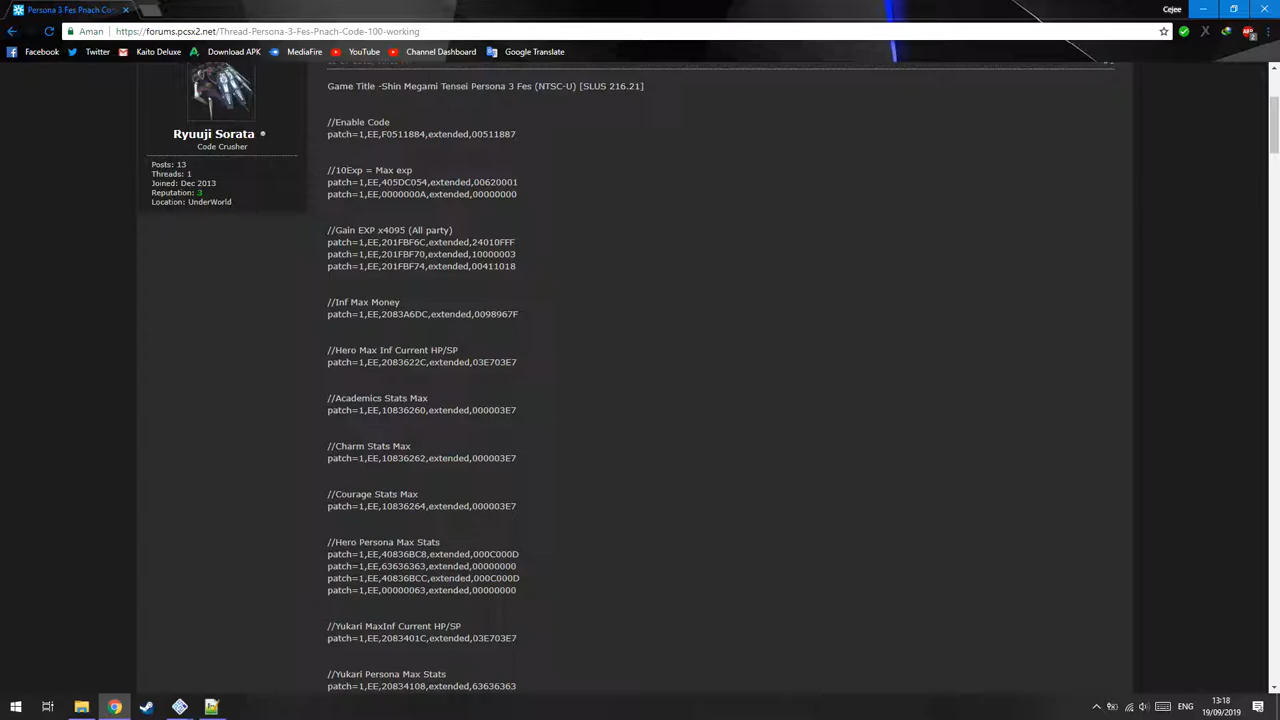 Persona 3 Fes Pnach Co
Cejee
Aman
https://forums.pcsx2.net/Thread-Persona-3-Fes-Pnach-Code-100-working
Facebook
Twitter
Kaito Deluxe
Download APK
MediaFire
YouTube
Channel Dashboard
Google Translate
Ryuuji Sorata
Code Crusher
Posts: 13
Threads: 1
Joined: Dec 2013
Reputation: 3
Location: UnderWorld
Game Title -Shin Megami Tensei Persona 3 Fes (NTSC-U) [SLUS 216.21]
//Enable Code
patch=1,EE,F0511884,extended,00511887
//10Exp = Max exp
patch=1,EE,405DC054,extended,00620001
patch=1,EE,0000000A,extended,00000000
//Gain EXP x4095 (All party)
patch=1,EE,201FBF6C,extended,24010FFF
patch=1,EE,201FBF70,extended,10000003
patch=1,EE,201FBF74,extended,00411018
//Inf Max Money
patch=1,EE,2083A6DC,extended,0098967F
//Hero Max Inf Current HP/SP
patch=1,EE,2083622C,extended,03E703E7
//Academics Stats Max
patch=1,EE,10836260,extended,000003E7
//Charm Stats Max
patch=1,EE,10836262,extended,000003E7
//Courage Stats Max
patch=1,EE,10836264,extended,000003E7
//Hero Persona Max Stats
patch=1,EE,40836BC8,extended,000C000D
patch=1,EE,63636363,extended,00000000
patch=1,EE,40836BCC,extended,000C000D
patch=1,EE,00000063,extended,00000000
//Yukari MaxInf Current HP/SP
patch=1,EE,2083401C,extended,03E703E7
//Yukari Persona Max Stats
patch=1,EE,20834108,extended,63636363
ENG
13:18
19/09/2019